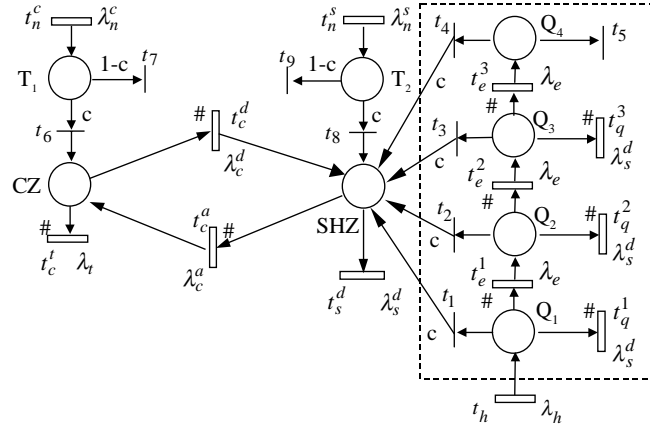 t_n^c λ_n^c
t_n^s λ_n^s
t_4 Q_4 t_5
t_7 t_9
T_1 1-c 1-c T_2
c t_e^3 λ_e
c c #
t_6 # t_c^d t_8 t_3 Q_3 # t_q^3
λ_s^d
CZ λ_c^d c t_e^2 λ_e
#
SHZ t_2 Q_2 # t_q^2
# t_c^a # c λ_s^d
t_c^t λ_t λ_c^a t_e^1 λ_e
t_s^d λ_s^d t_1 # Q_1 # t_q^1
c λ_s^d
t_h λ_h